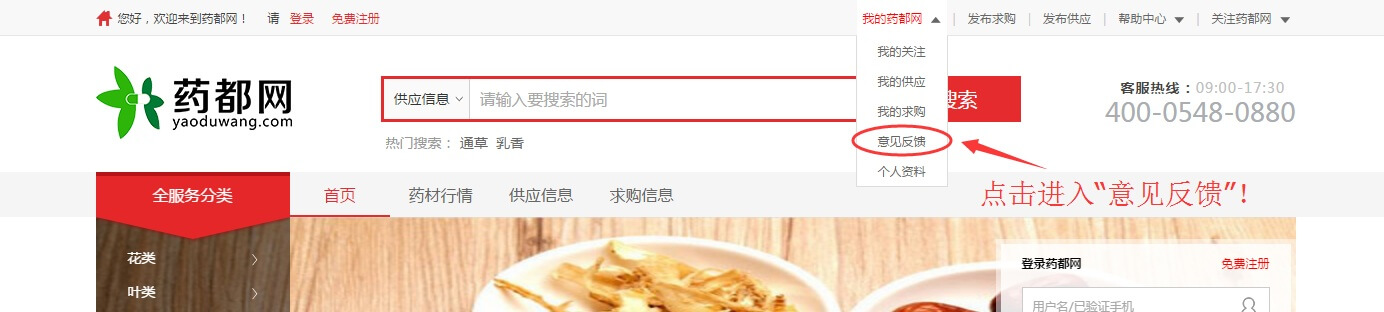 您好，欢迎来到药都网！ 请 登录 免费注册 我的药都网 发布求购 发布供应 帮助中心 关注药都网
我的关注
我的供应
我的求购
意见反馈
个人资料
药都网
yaoduwang.com
供应信息 请输入要搜索的词 搜索
热门搜索： 通草 乳香
客服热线：09:00-17:30
400-0548-0880
点击进入“意见反馈”!
全服务分类 首页 药材行情 供应信息 求购信息
花类
叶类
登录药都网 免费注册
用户名/已验证手机